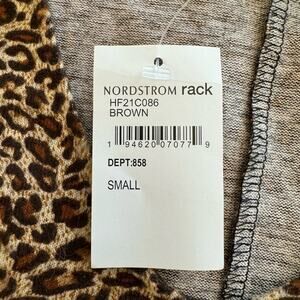 NORDSTROM rack
HF21C086
BROWN
1 94620 07077 9
DEPT:858
SMALL